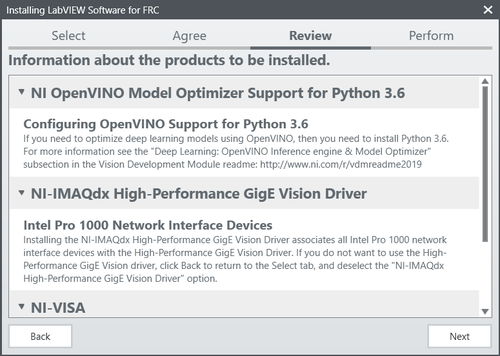 Installing LabVIEW Software for FRC
Select
Agree
Review
Perform
Information about the products to be installed.
NI OpenVINO Model Optimizer Support for Python 3.6
Configuring OpenVINO Support for Python 3.6
If you need to optimize deep learning models using OpenVINO, then you need to install Python 3.6.
For more information see the "Deep Learning: OpenVINO Inference engine & Model Optimizer"
subsection in the Vision Development Module readme: http://www.ni.com/r/vdmreadme2019
NI-IMAQdx High-Performance GigE Vision Driver
Intel Pro 1000 Network Interface Devices
Installing the NI-IMAQdx High-Performance GigE Vision Driver associates all Intel Pro 1000 network
interface devices with the High-Performance GigE Vision Driver. If you do not want to use the High-
Performance GigE Vision driver, click Back to return to the Select tab, and deselect the "NI-IMAQdx
High-Performance GigE Vision Driver" option.
NI-VISA
Back
Next